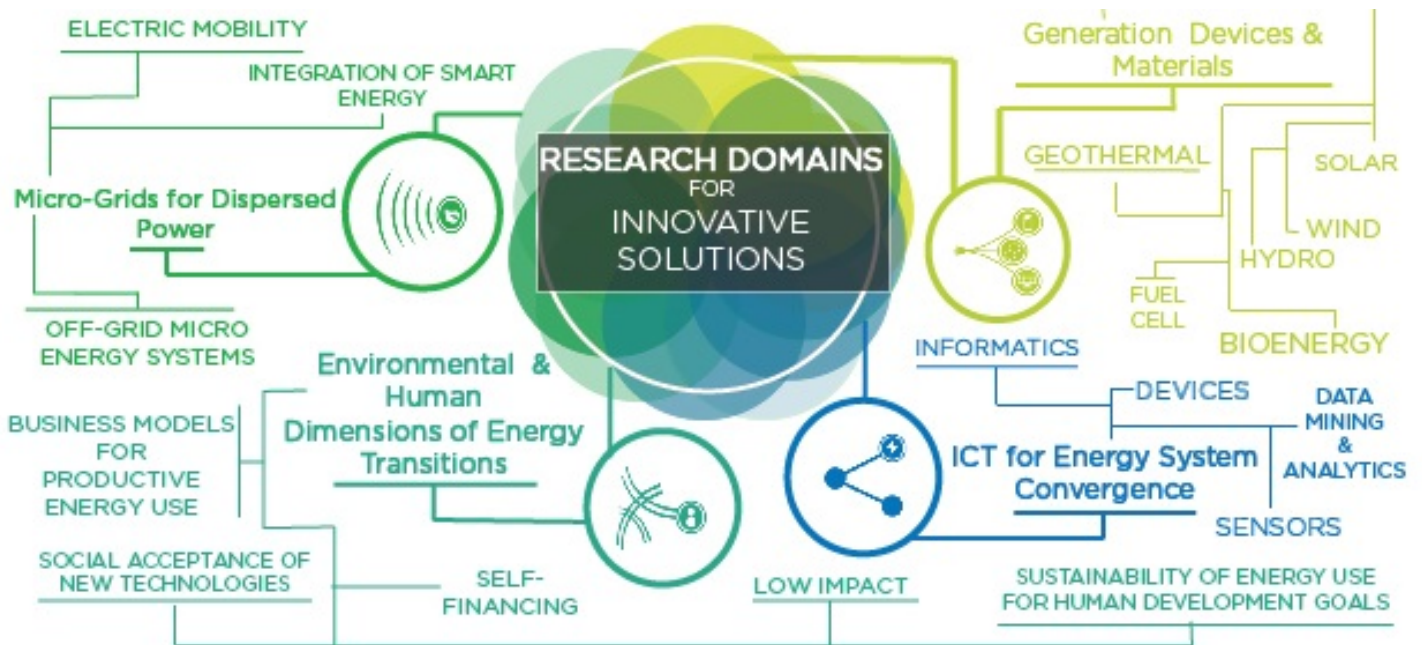 ELECTRIC MOBILITY
INTEGRATION OF SMART
ENERGY
Micro-Grids for Dispersed
Power
OFF-GRID MICRO
ENERGY SYSTEMS
RESEARCH DOMAINS
FOR
INNOVATIVE
SOLUTIONS
Generation Devices &
Materials
GEOTHERMAL
SOLAR
WIND
HYDRO
FUEL
CELL
BIOENERGY
Environmental &
Human
Dimensions of Energy
Transitions
BUSINESS MODELS
FOR
PRODUCTIVE
ENERGY USE
SOCIAL ACCEPTANCE OF
NEW TECHNOLOGIES
SELF-
FINANCING
LOW IMPACT
SUSTAINABILITY OF ENERGY USE
FOR HUMAN DEVELOPMENT GOALS
INFORMATICS
DEVICES
DATA
MINING
&
ANALYTICS
ICT for Energy System
Convergence
SENSORS